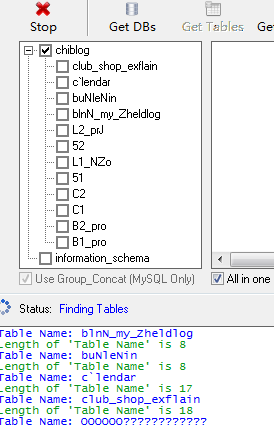 Stop
Get DBs
Get Tables
Ge
chiblog
club_shop_exflain
c`lendar
buNleNin
blnN_my_Zheldlog
L2_prJ
52
L1_NZo
51
C2
C1
B2_pro
B1_pro
information_schema
Use Group_Concat (MySQL Only)
All in one
Status: Finding Tables
Table Name: blnN_my_Zheldlog
Length of 'Table Name' is 8
Table Name: buNleNin
Length of 'Table Name' is 8
Table Name: c`lendar
Length of 'Table Name' is 17
Table Name: club_shop_exflain
Length of 'Table Name' is 18
Table Name: OOOOOO????????????